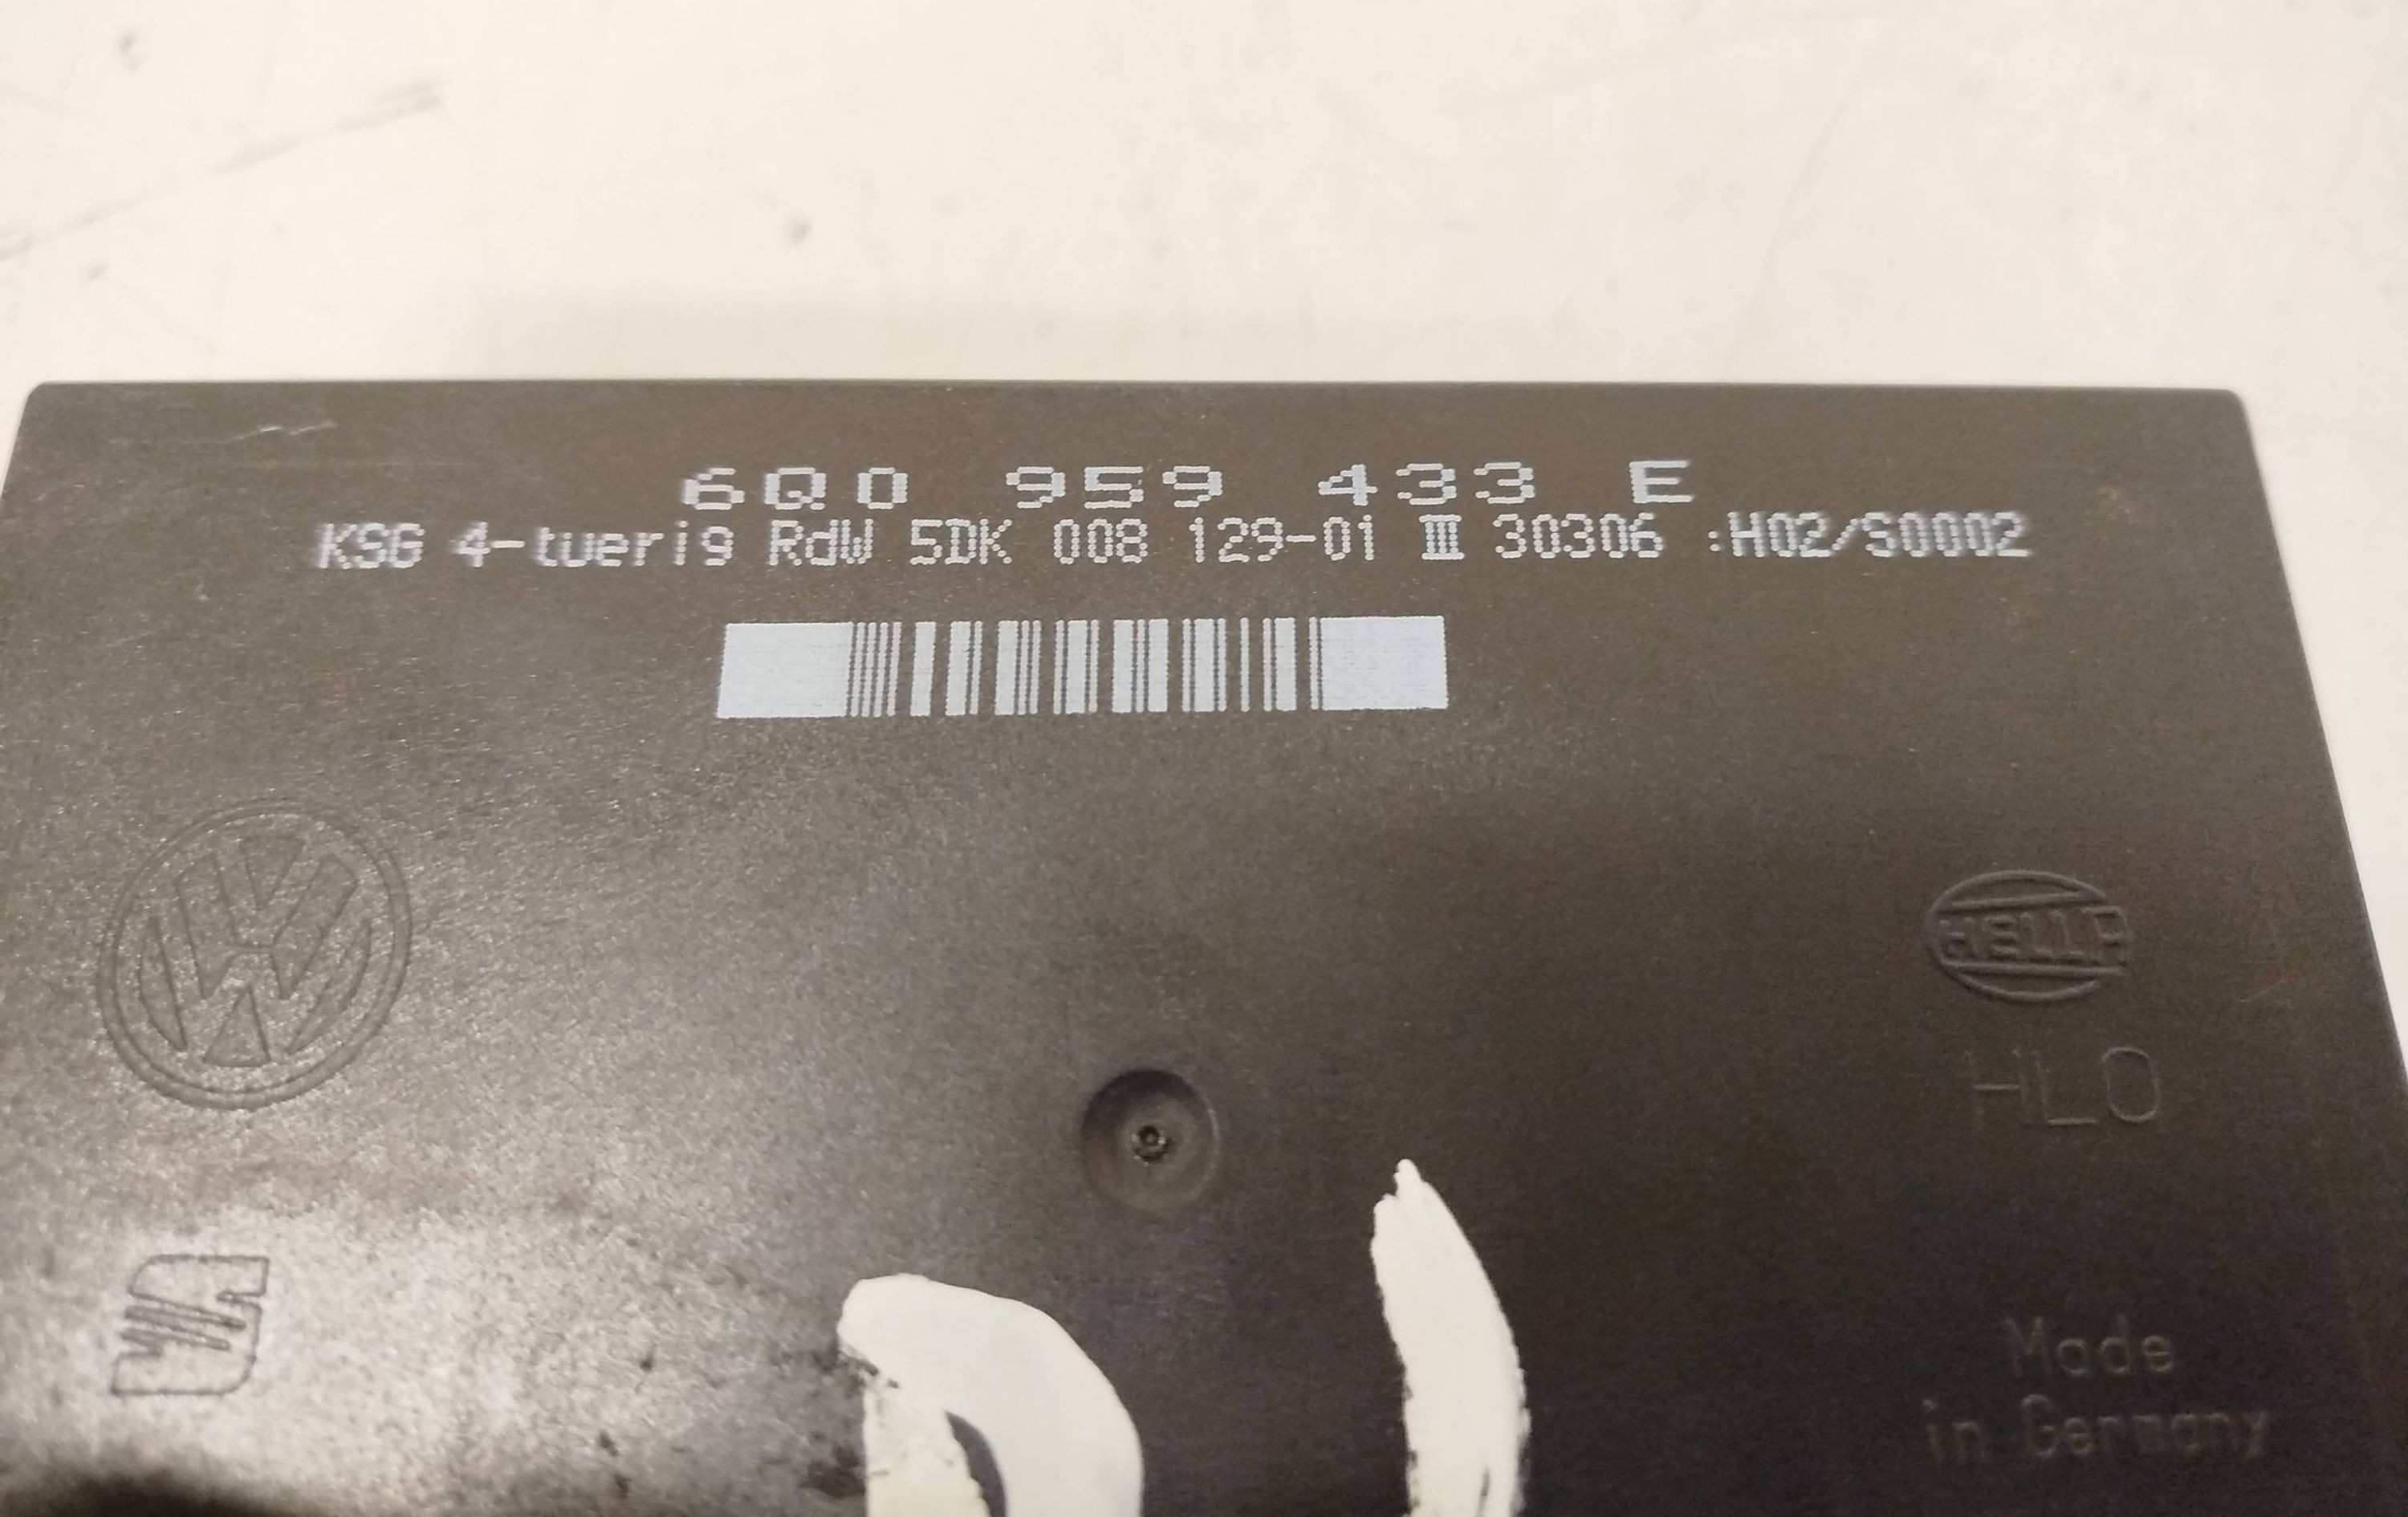 6Q0 959 433 E
KSG 4-tuerig RdW 5DK 008 129-01 III 30306 :H02/S0002
HELLA
HLO
Made
in Germany